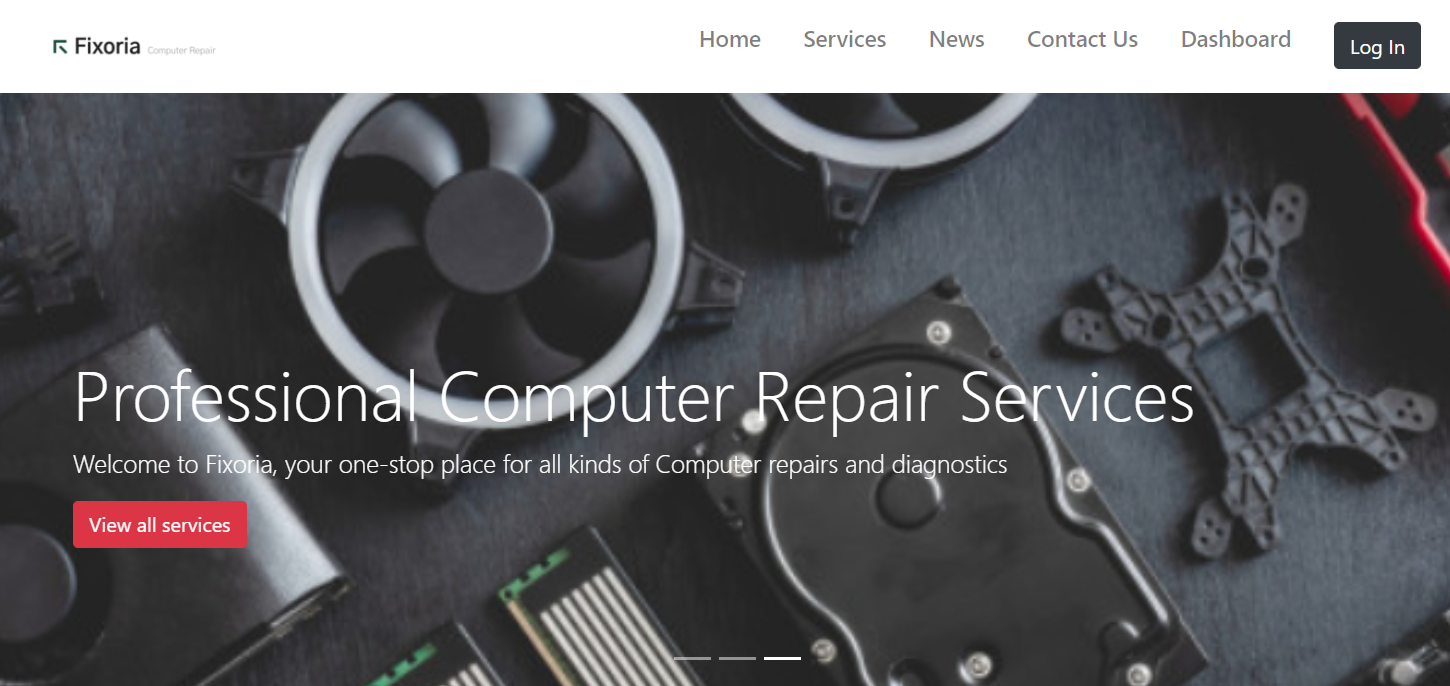 Fixoria Computer Repair
Home Services News Contact Us Dashboard Log In
Professional Computer Repair Services
Welcome to Fixoria, your one-stop place for all kinds of Computer repairs and diagnostics
View all services